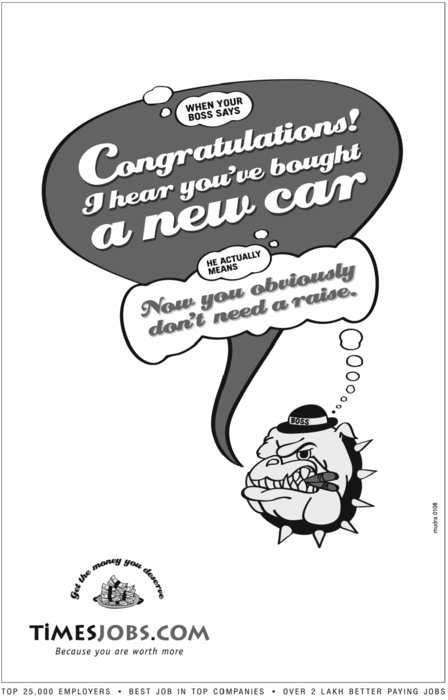 WHEN YOUR
BOSS SAYS
Congratulations!
I hear you've bought
a new car
HE ACTUALLY
MEANS
Now you obviously
don't need a raise.
BOSS
mudra 0108
Get the money you deserve
TiMESJOBS.COM
Because you are worth more
TOP 25,000 EMPLOYERS • BEST JOB IN TOP COMPANIES • OVER 2 LAKH BETTER PAYING JOBS